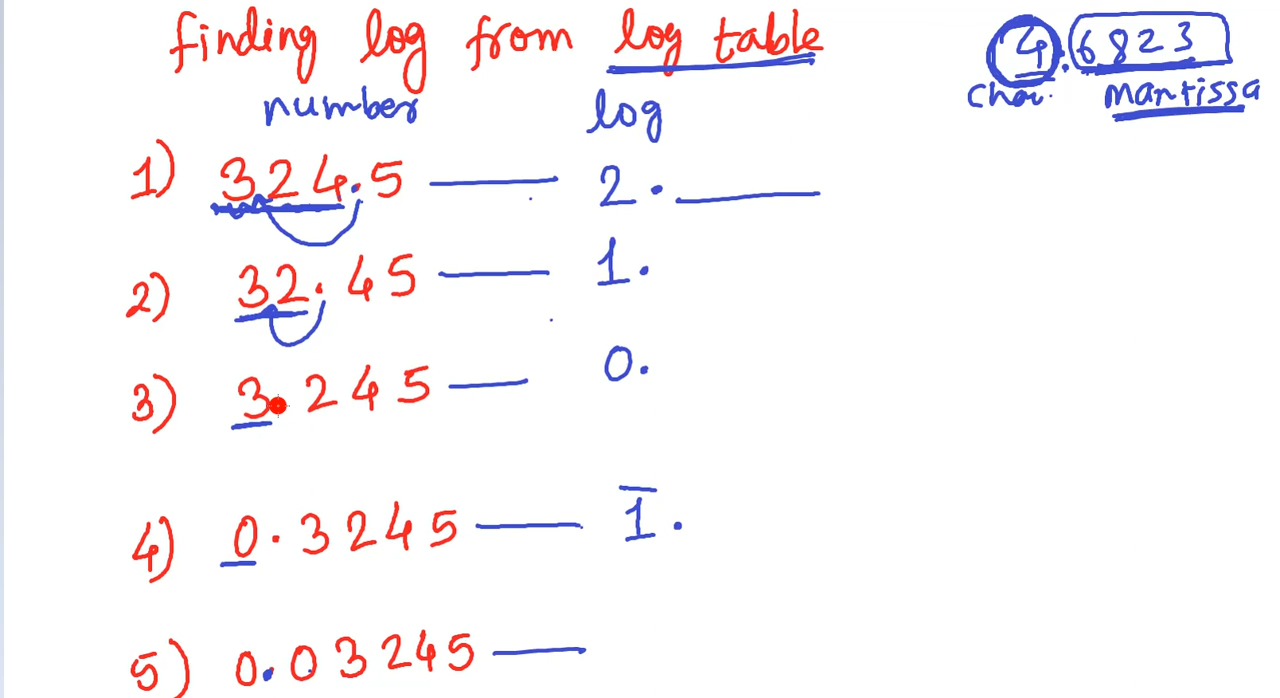 finding log from log table
4.6823
char. mantissa
number log
1) 324.5 — 2. —
2) 32.45 — 1.
3) 3.245 — 0.
4) 0.3245 — 1̅.
5) 0.03245 —